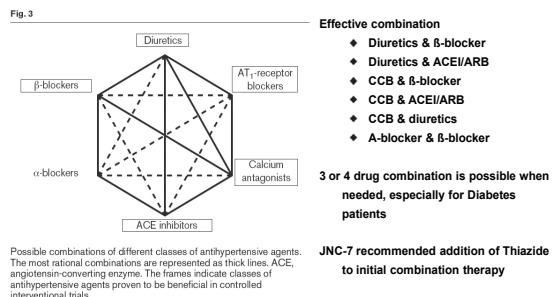 Fig. 3
Diuretics
AT₁-receptor
blockers
β-blockers
α-blockers
Calcium
antagonists
ACE inhibitors
Possible combinations of different classes of antihypertensive agents.
The most rational combinations are represented as thick lines. ACE,
angiotensin-converting enzyme. The frames indicate classes of
antihypertensive agents proven to be beneficial in controlled
interventional trials.
Effective combination
◆ Diuretics & ß-blocker
◆ Diuretics & ACEI/ARB
◆ CCB & ß-blocker
◆ CCB & ACEI/ARB
◆ CCB & diuretics
◆ Α-blocker & ß-blocker
3 or 4 drug combination is possible when
needed, especially for Diabetes
patients
JNC-7 recommended addition of Thiazide
to initial combination therapy